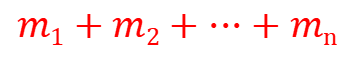 m₁ + m₂ + ⋯ + mₙ